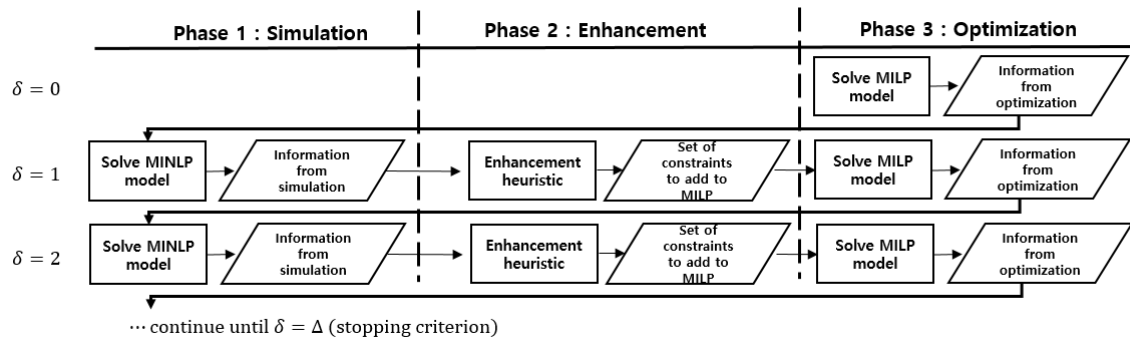 Phase 1 : Simulation
Phase 2 : Enhancement
Phase 3 : Optimization
δ = 0
Solve MILP
model
Information
from
optimization
δ = 1
Solve MINLP
model
Information
from
simulation
Enhancement
heuristic
Set of
constraints
to add to
MILP
Solve MILP
model
Information
from
optimization
δ = 2
Solve MINLP
model
Information
from
simulation
Enhancement
heuristic
Set of
constraints
to add to
MILP
Solve MILP
model
Information
from
optimization
⋯ continue until δ = Δ (stopping criterion)